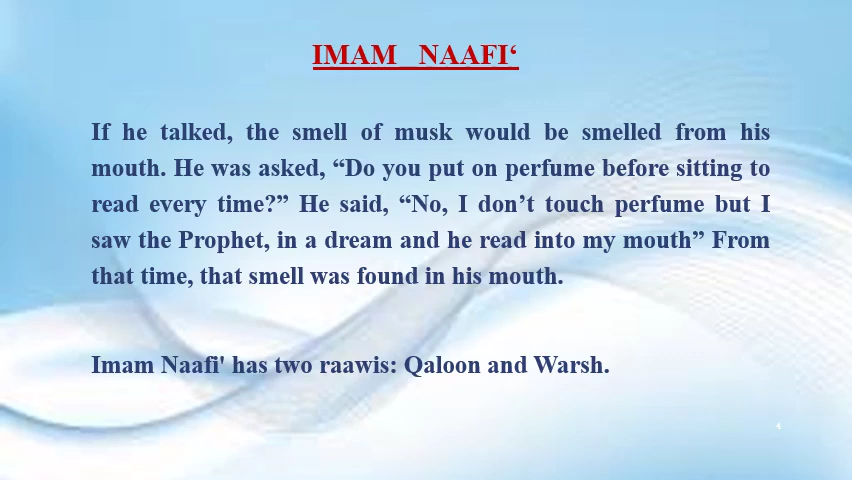 IMAM  NAAFI‘
If he talked, the smell of musk would be smelled from his
mouth. He was asked, “Do you put on perfume before sitting to
read every time?” He said, “No, I don’t touch perfume but I
saw the Prophet, in a dream and he read into my mouth” From
that time, that smell was found in his mouth.
Imam Naafi' has two raawis: Qaloon and Warsh.
4